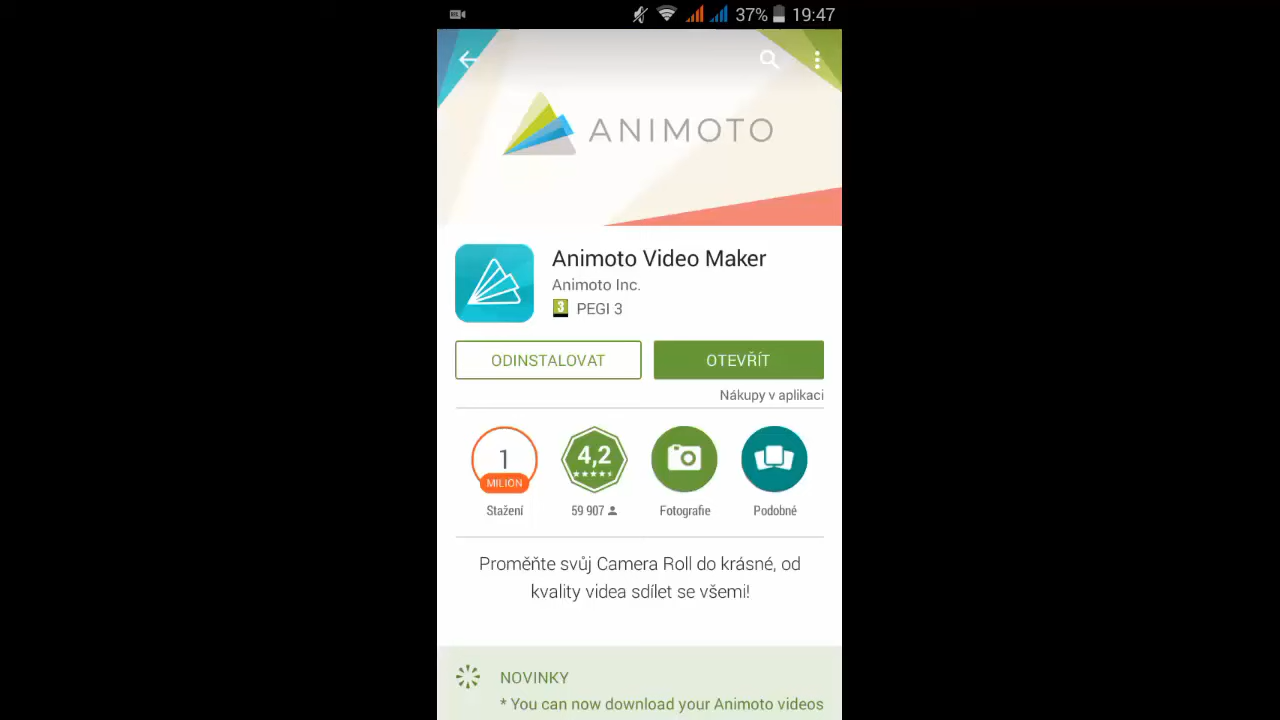 37% 19:47
ANIMOTO
Animoto Video Maker
Animoto Inc.
3 PEGI 3
ODINSTALOVAT OTEVŘÍT
Nákupy v aplikaci
1 4,2
MILION
Stažení 59 907 Fotografie Podobné
Proměňte svůj Camera Roll do krásné, od
kvality videa sdílet se všemi!
NOVINKY
* You can now download your Animoto videos